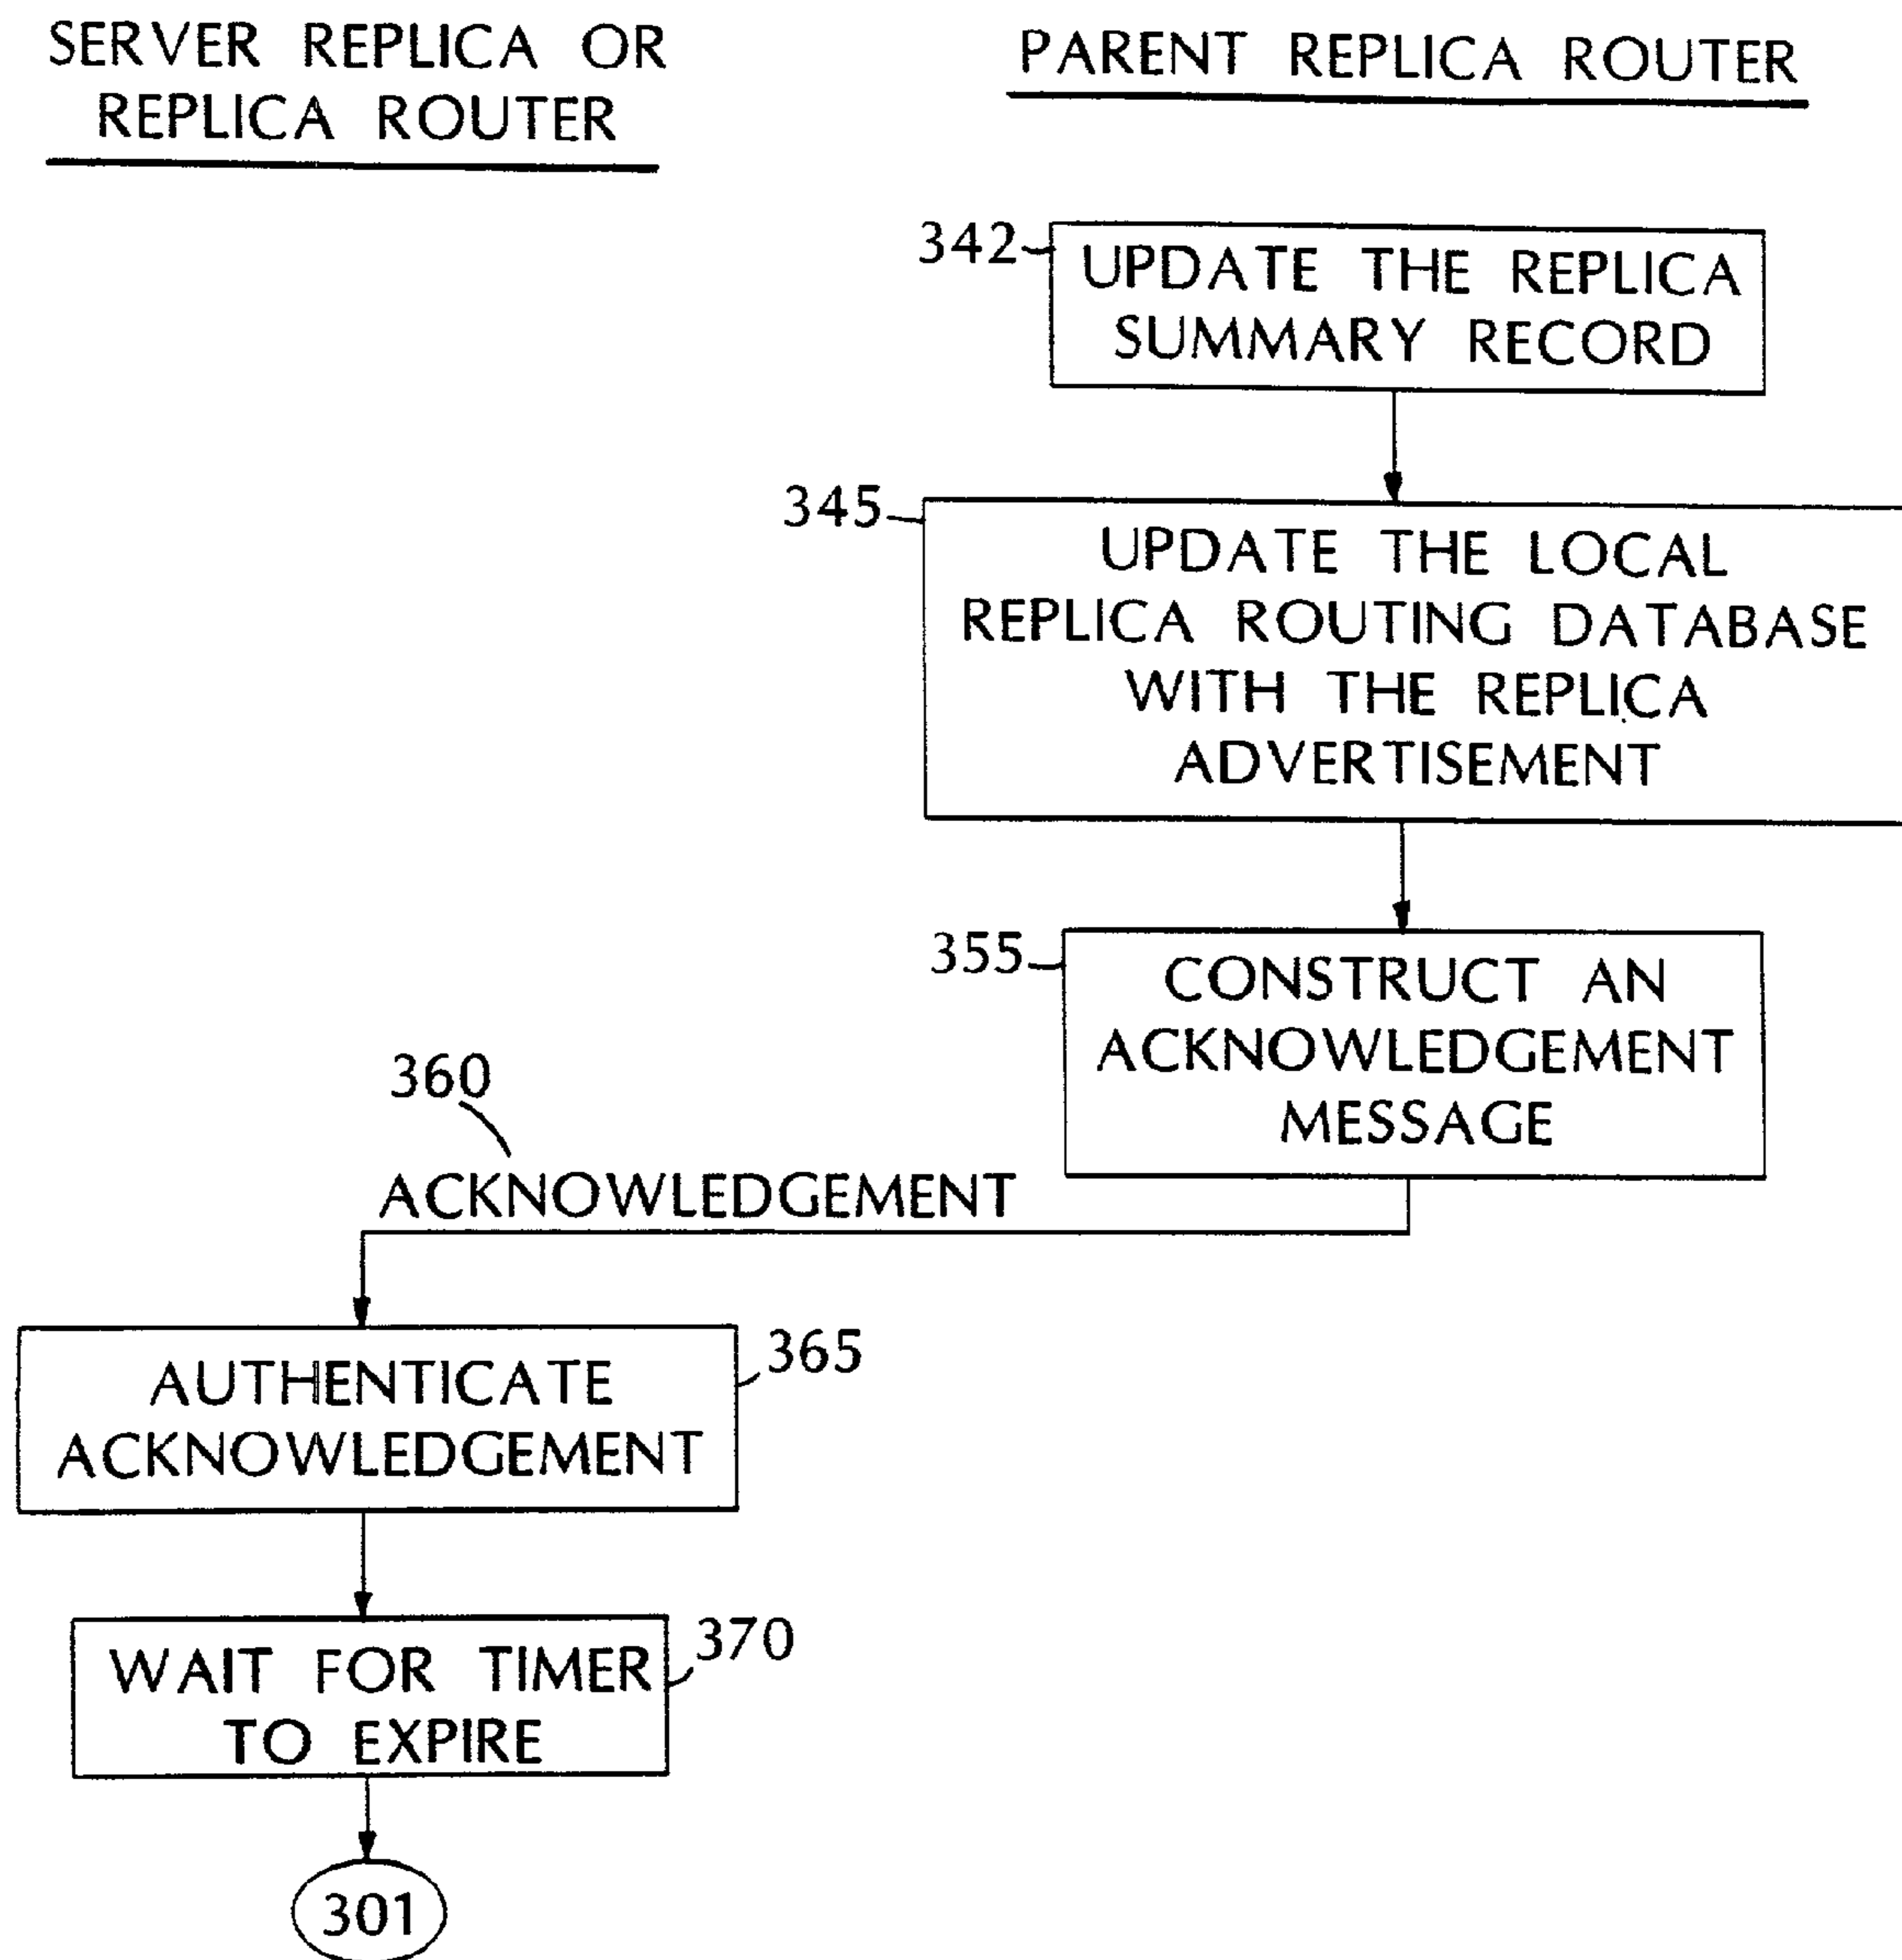 SERVER REPLICA OR
REPLICA ROUTER
PARENT REPLICA ROUTER
342
UPDATE THE REPLICA
SUMMARY RECORD
345
UPDATE THE LOCAL
REPLICA ROUTING DATABASE
WITH THE REPLICA
ADVERTISEMENT
355
CONSTRUCT AN
ACKNOWLEDGEMENT
MESSAGE
360
ACKNOWLEDGEMENT
AUTHENTICATE
ACKNOWLEDGEMENT
365
WAIT FOR TIMER
TO EXPIRE
370
301